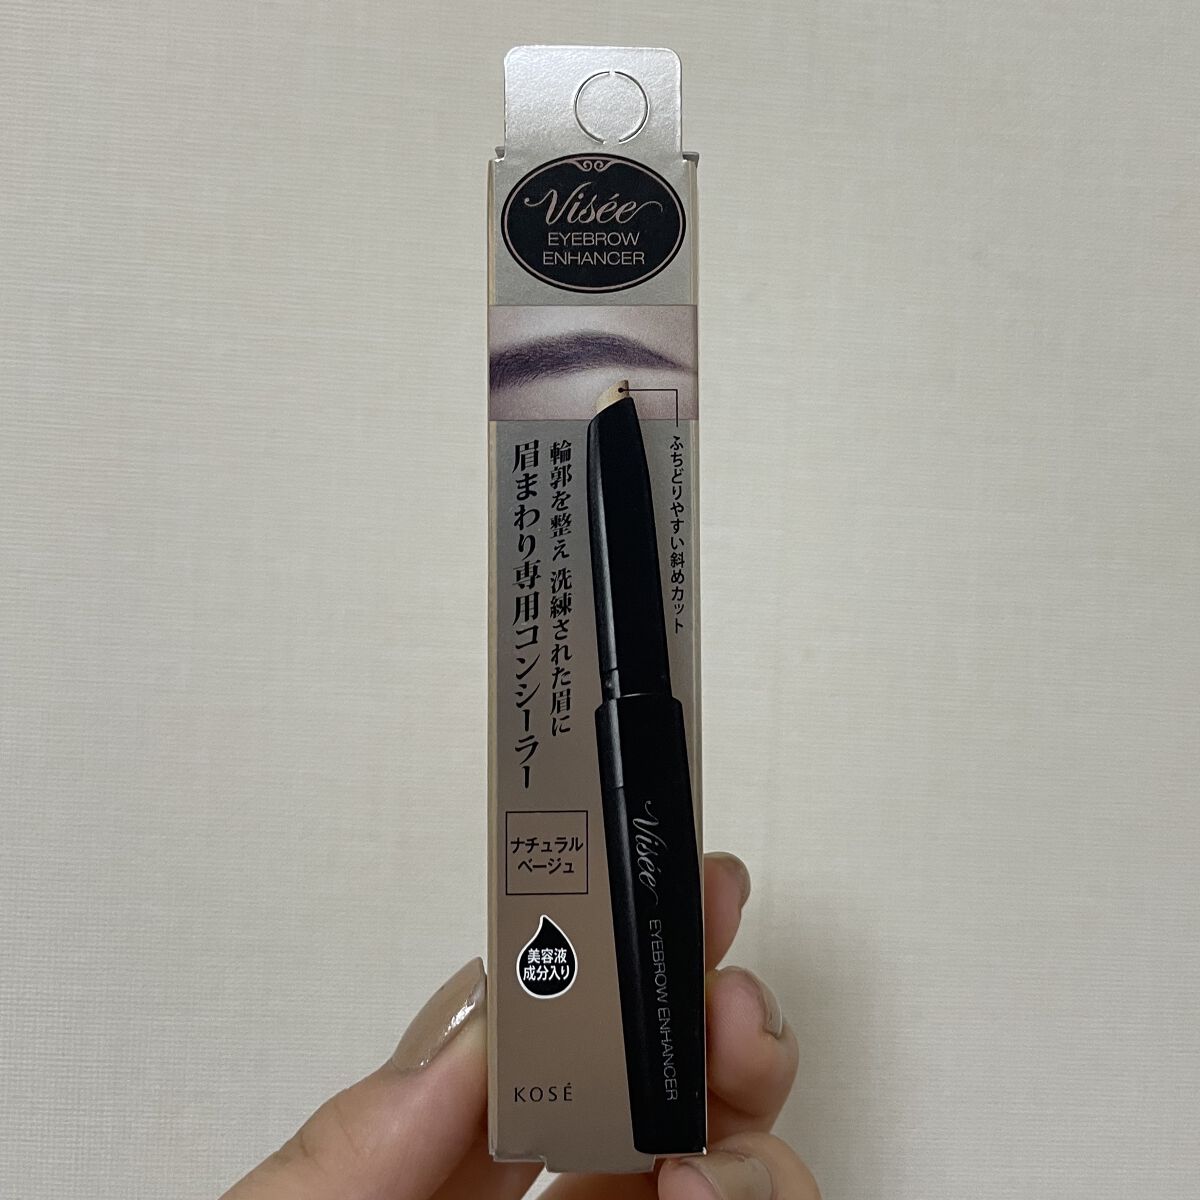 Visée
EYEBROW
ENHANCER
ふちどりやすい斜めカット
輪郭を整え 洗練された眉に
眉まわり専用コンシーラー
ナチュラル
ベージュ
美容液
成分入り
KOSÉ
Visée
EYEBROW ENHANCER